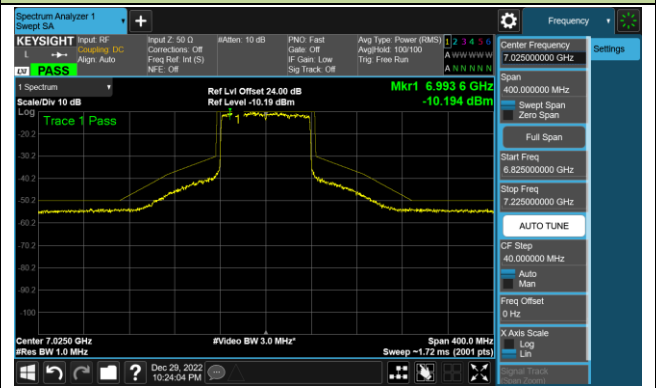 Spectrum Analyzer 1
Swept SA
Frequency
KEYSIGHT
Input: RF
Coupling: DC
Align: Auto
Input Z: 50 Ω
Corrections: Off
Freq Ref: Int (S)
NFE: Off
#Atten: 10 dB
PNO: Fast
Gate: Off
IF Gain: Low
Sig Track: Off
Avg Type: Power (RMS)
Avg|Hold: 100/100
Trig: Free Run
1 2 3 4 5 6
A W W W W W
A N N N N N
L
LXI
PASS
1 Spectrum
Scale/Div 10 dB
Ref Lvl Offset 24.00 dB
Ref Level -10.19 dBm
Mkr1 6.993 6 GHz
-10.194 dBm
Log
Trace 1 Pass
1
-20.2
-30.2
-40.2
-50.2
-60.2
-70.2
-80.2
-90.2
-100
Center 7.0250 GHz
#Res BW 1.0 MHz
#Video BW 3.0 MHz*
Span 400.0 MHz
Sweep ~1.72 ms (2001 pts)
Dec 29, 2022
10:24:04 PM
?
Center Frequency
7.025000000 GHz
Settings
Span
400.000000 MHz
Swept Span
Zero Span
Full Span
Start Freq
6.825000000 GHz
Stop Freq
7.225000000 GHz
AUTO TUNE
CF Step
40.000000 MHz
Auto
Man
Freq Offset
0 Hz
X Axis Scale
Log
Lin
Signal Track
(Span Zoom)